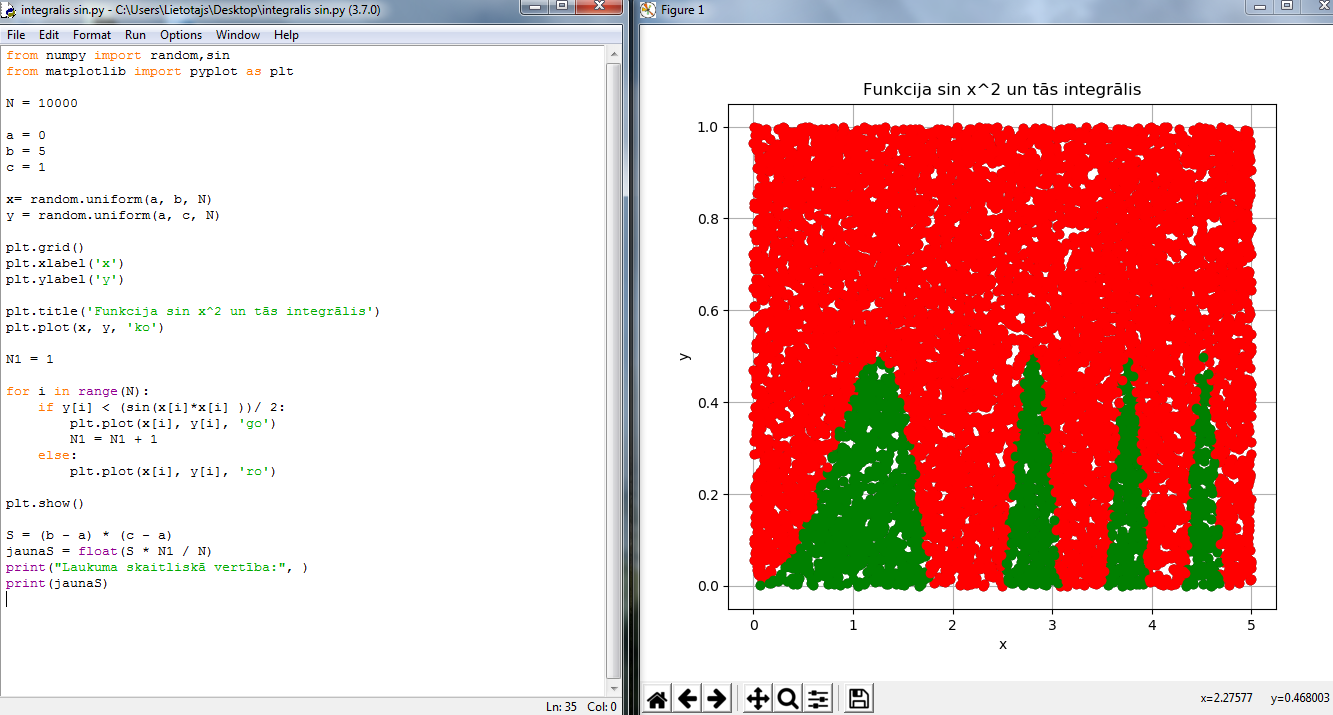 integralis sin.py - C:\Users\Lietotajs\Desktop\integralis sin.py (3.7.0)
File Edit Format Run Options Window Help
from numpy import random,sin
from matplotlib import pyplot as plt
N = 10000
a = 0
b = 5
c = 1
x= random.uniform(a, b, N)
y = random.uniform(a, c, N)
plt.grid()
plt.xlabel('x')
plt.ylabel('y')
plt.title('Funkcija sin x^2 un tās integrālis')
plt.plot(x, y, 'ko')
N1 = 1
for i in range(N):
    if y[i] < (sin(x[i]*x[i] ))/ 2:
        plt.plot(x[i], y[i], 'go')
        N1 = N1 + 1
    else:
        plt.plot(x[i], y[i], 'ro')
plt.show()
S = (b - a) * (c - a)
jaunaS = float(S * N1 / N)
print("Laukuma skaitliskā vertība:", )
print(jaunaS)
Ln: 35 Col: 0
Figure 1
Funkcija sin x^2 un tās integrālis
1.0
0.8
0.6
0.4
0.2
0.0
y
0 1 2 3 4 5
x
x=2.27577 y=0.468003